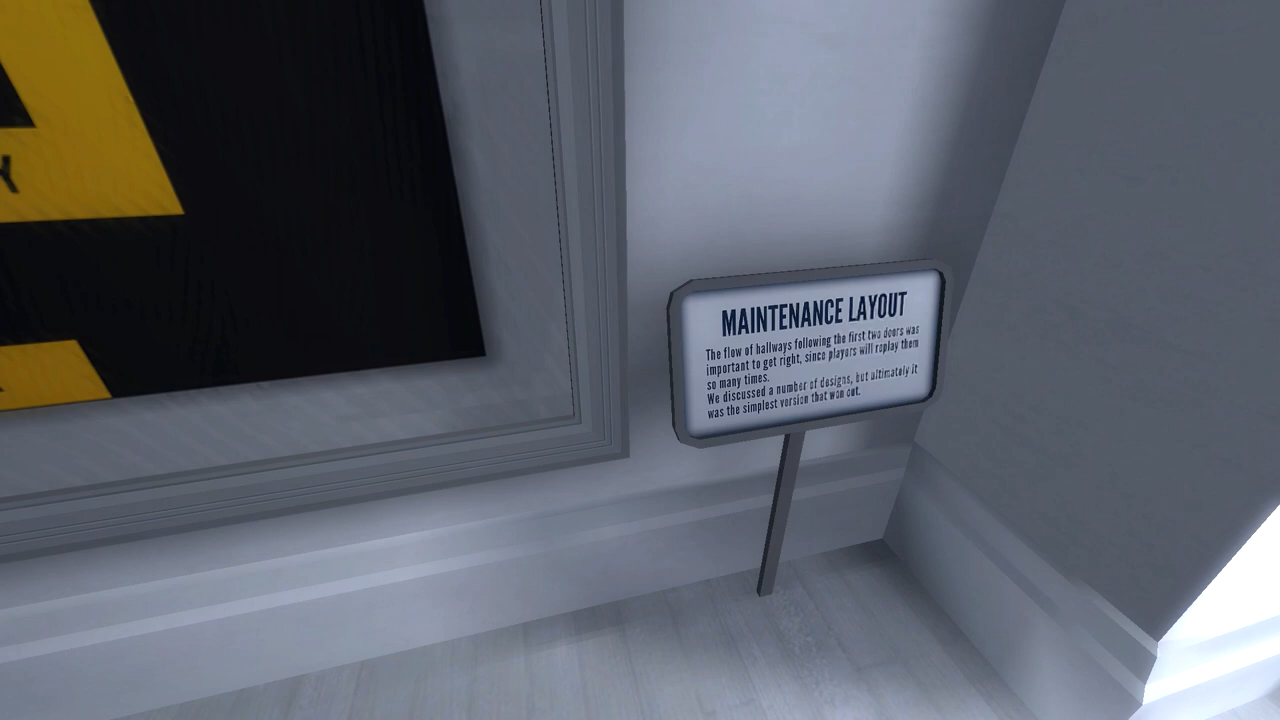 Y
MAINTENANCE LAYOUT
The flow of hallways following the first two doors was
important to get right, since players will replay them
so many times.
We discussed a number of designs, but ultimately it
was the simplest version that won out.